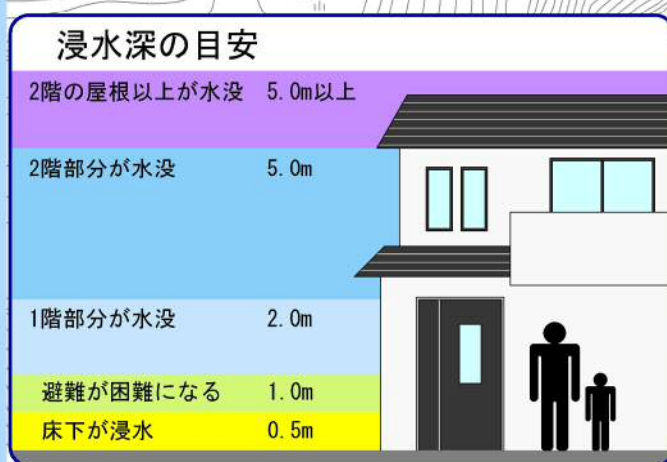 浸水深の目安
2階の屋根以上が水没 5.0m以上
2階部分が水没 5.0m
1階部分が水没 2.0m
避難が困難になる 1.0m
床下が浸水 0.5m